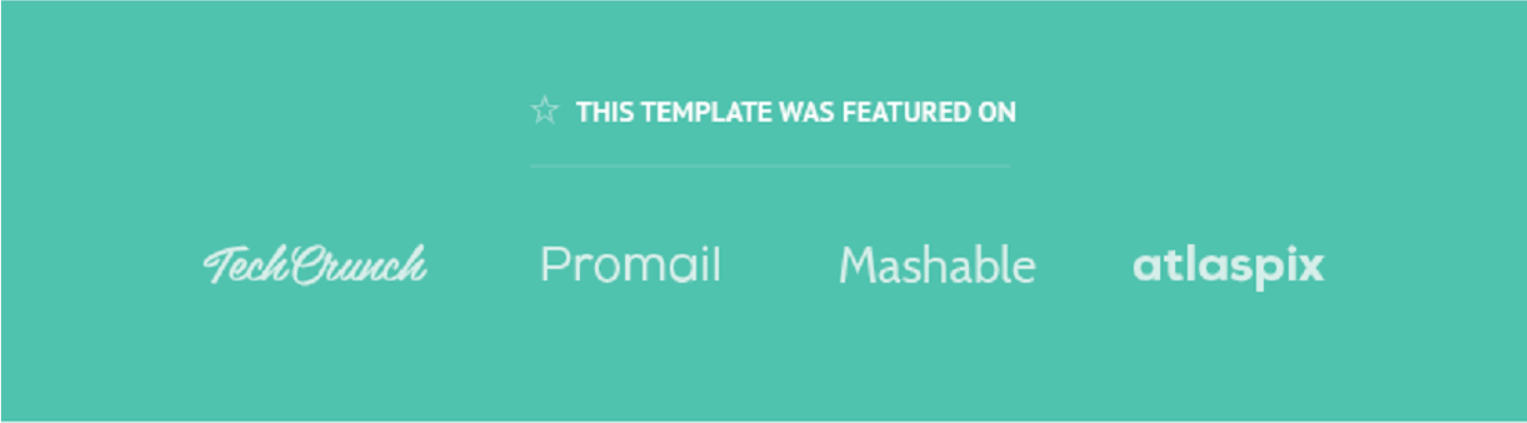 THIS TEMPLATE WAS FEATURED ON
TechCrunch Promail Mashable atlaspix